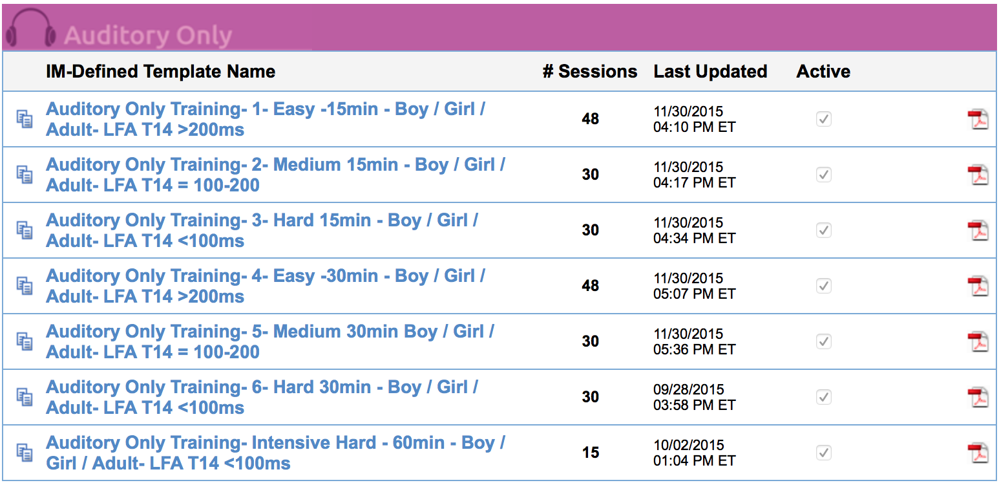 Auditory Only
IM-Defined Template Name # Sessions Last Updated Active
Auditory Only Training- 1- Easy -15min - Boy / Girl /
Adult- LFA T14 >200ms
48
11/30/2015
04:10 PM ET
Auditory Only Training- 2- Medium 15min - Boy / Girl /
Adult- LFA T14 = 100-200
30
11/30/2015
04:17 PM ET
Auditory Only Training- 3- Hard 15min - Boy / Girl /
Adult- LFA T14 <100ms
30
11/30/2015
04:34 PM ET
Auditory Only Training- 4- Easy -30min - Boy / Girl /
Adult- LFA T14 >200ms
48
11/30/2015
05:07 PM ET
Auditory Only Training- 5- Medium 30min Boy / Girl /
Adult- LFA T14 = 100-200
30
11/30/2015
05:36 PM ET
Auditory Only Training- 6- Hard 30min - Boy / Girl /
Adult- LFA T14 <100ms
30
09/28/2015
03:58 PM ET
Auditory Only Training- Intensive Hard - 60min - Boy /
Girl / Adult- LFA T14 <100ms
15
10/02/2015
01:04 PM ET